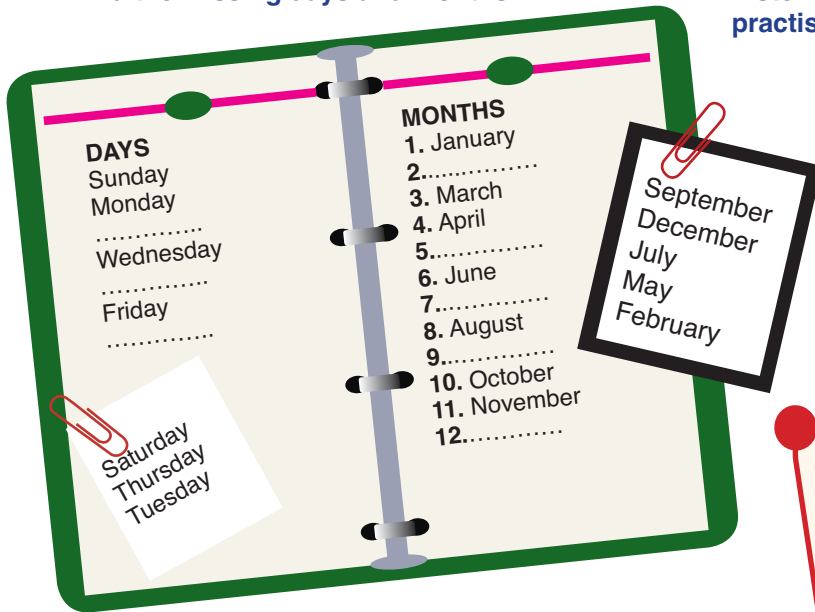 practis
DAYS
Sunday
Monday
..............
Wednesday
..............
Friday
..............
Saturday
Thursday
Tuesday
MONTHS
1. January
2..................
3. March
4. April
5..................
6. June
7..................
8. August
9..................
10. October
11. November
12...............
September
December
July
May
February